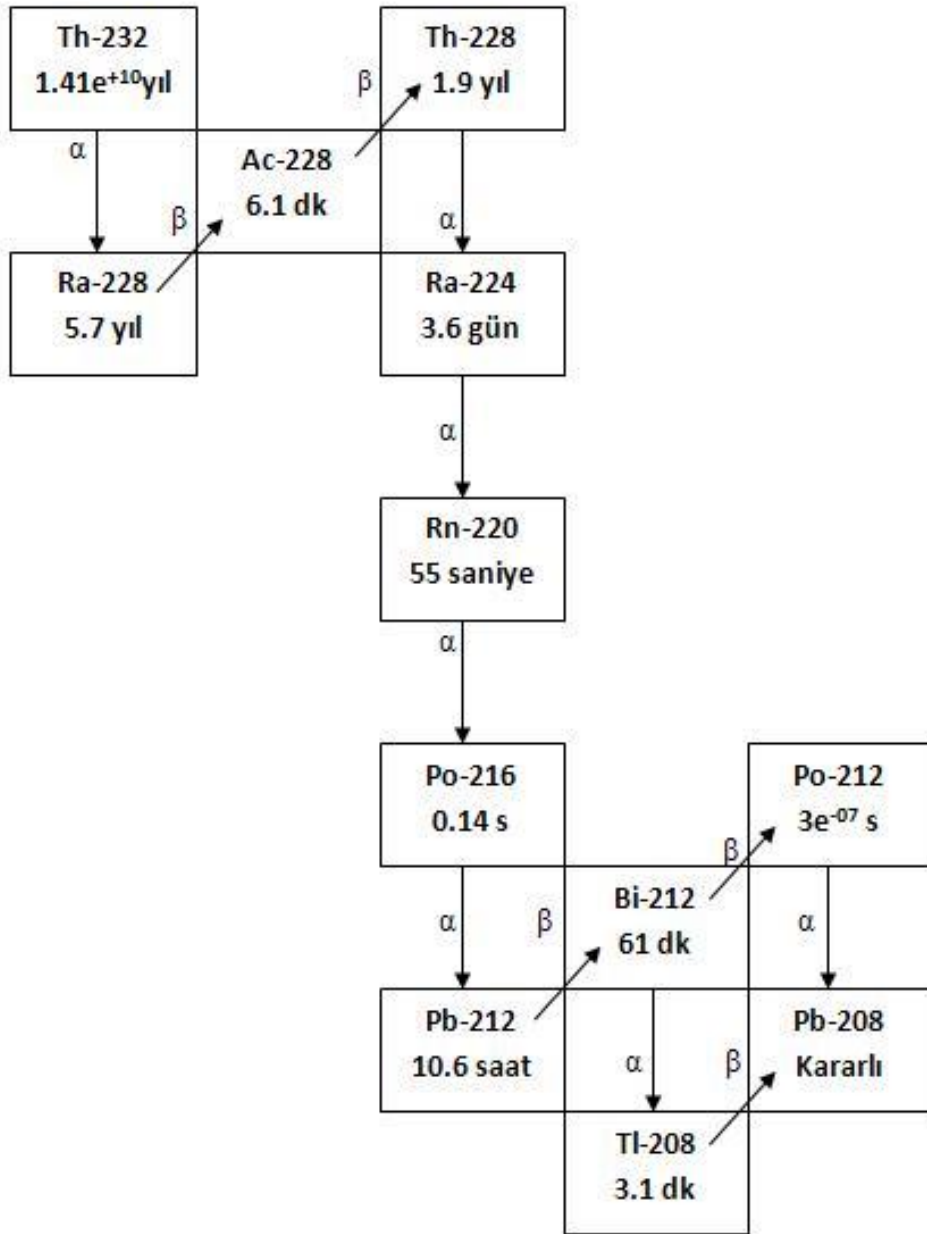 Th-232
1.41e⁺¹⁰yıl
Th-228
1.9 yıl
β
α
Ac-228
6.1 dk
β
α
Ra-228
5.7 yıl
Ra-224
3.6 gün
α
Rn-220
55 saniye
α
Po-216
0.14 s
Po-212
3e⁻⁰⁷ s
β
α
β
Bi-212
61 dk
α
Pb-212
10.6 saat
α
β
Pb-208
Kararlı
Tl-208
3.1 dk